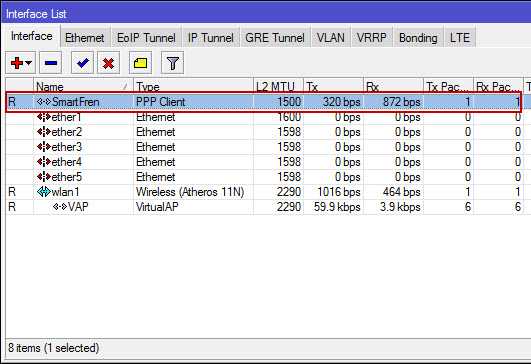 Interface List
Interface Ethernet EoIP Tunnel IP Tunnel GRE Tunnel VLAN VRRP Bonding LTE
Name Type L2 MTU Tx Rx Tx Pac... Rx Pac... T
R SmartFren PPP Client 1500 320 bps 872 bps 1 1
ether1 Ethernet 1600 0 bps 0 bps 0 0
ether2 Ethernet 1598 0 bps 0 bps 0 0
ether3 Ethernet 1598 0 bps 0 bps 0 0
ether4 Ethernet 1598 0 bps 0 bps 0 0
ether5 Ethernet 1598 0 bps 0 bps 0 0
R wlan1 Wireless (Atheros 11N) 2290 1016 bps 464 bps 1 1
R VAP VirtualAP 2290 59.9 kbps 3.9 kbps 6 6
8 items (1 selected)